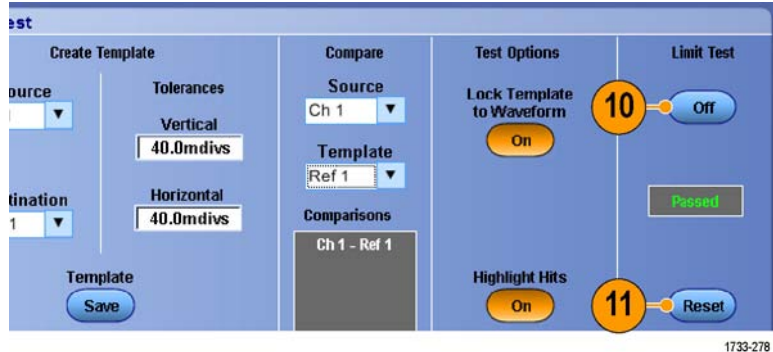 est
Create Template
ource
Tolerances
Vertical
40.0mdivs
Horizontal
40.0mdivs
tination
1
Template
Save
Compare
Source
Ch 1
Template
Ref 1
Comparisons
Ch 1 - Ref 1
Test Options
Lock Template
to Waveform
On
Highlight Hits
On
Limit Test
10
Off
Passed
11
Reset
1733-278